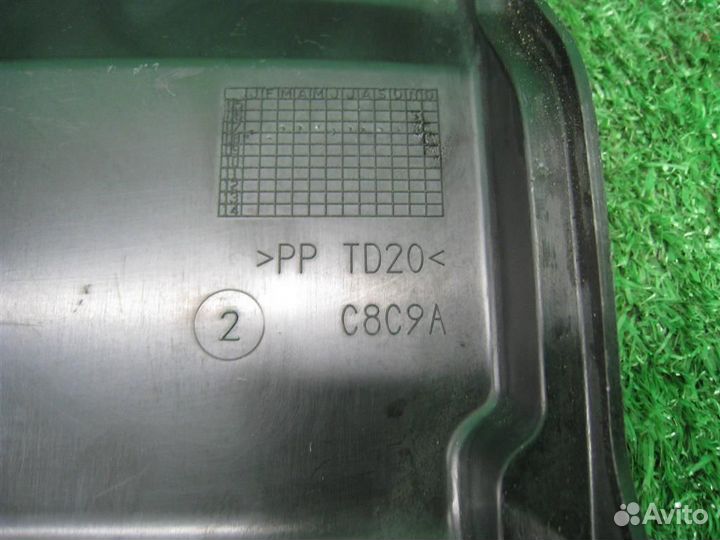 J F M A M J J A S O N D
>PP TD20<
2
C8C9A
Avito